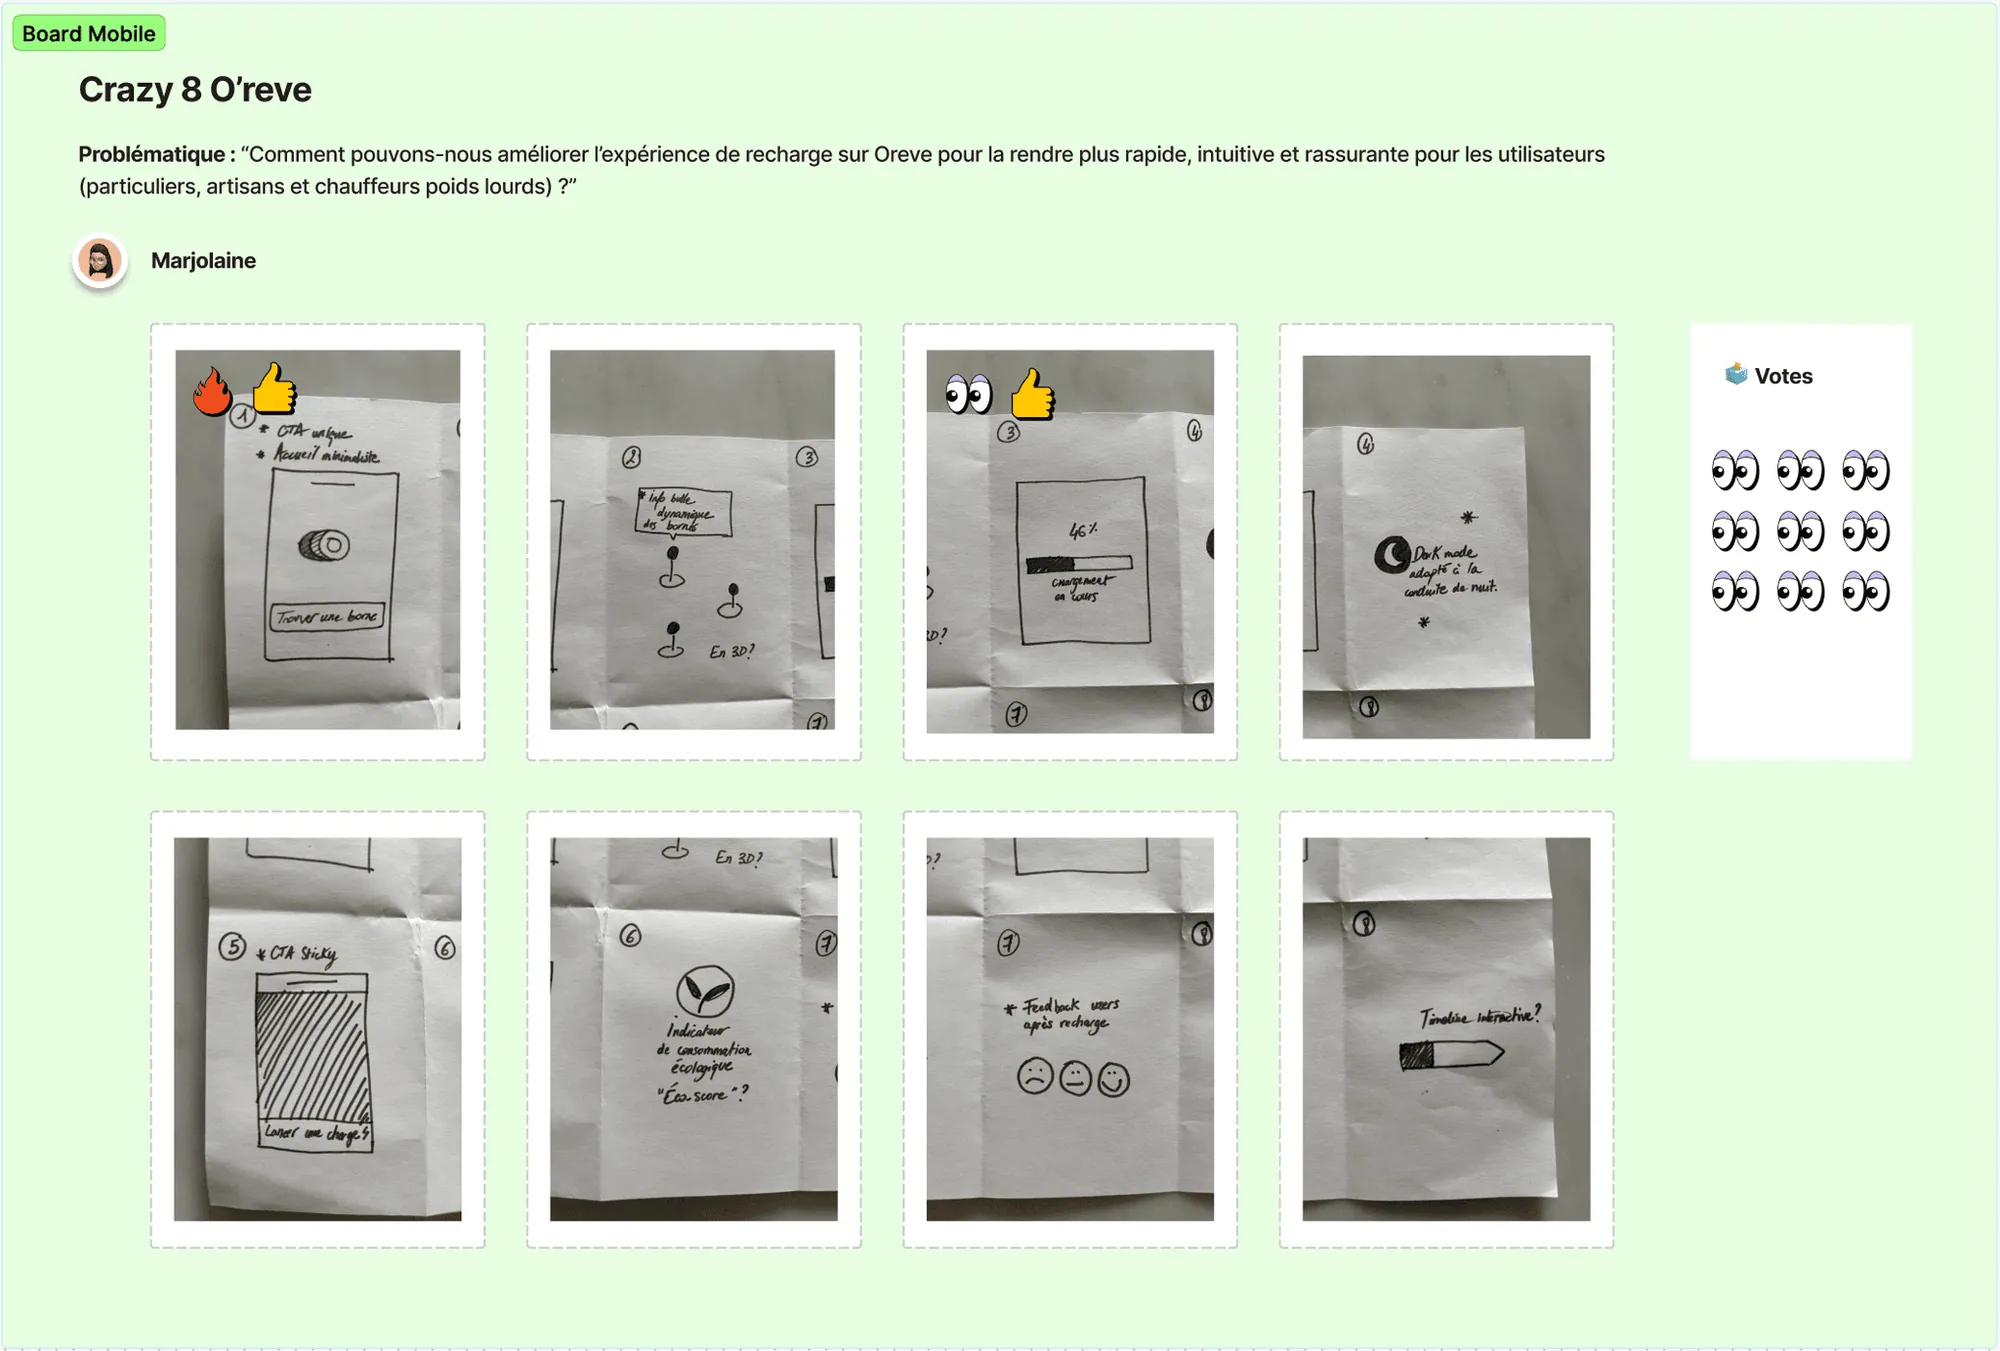 Board Mobile
Crazy 8 O’reve
Problématique : “Comment pouvons-nous améliorer l’expérience de recharge sur Oreve pour la rendre plus rapide, intuitive et rassurante pour les utilisateurs
(particuliers, artisans et chauffeurs poids lourds) ?”
Marjolaine
1
* CTA unique
* Accueil minimaliste
Trouver une borne
2
3
* Info bulle
dynamique
des bornes
En 3D?
3
4
46%
chargement
en cours
3D?
7
8
4
*
Dark mode
adapté à la
conduite de nuit.
*
8
7
Votes
5
* CTA Sticky
6
Lancer une charge
En 3D?
6
7
*
Indicateur
de consommation
écologique
"Éco-score"?
?
7
8
* Feedback users
après recharge
8
Timeline interactive?